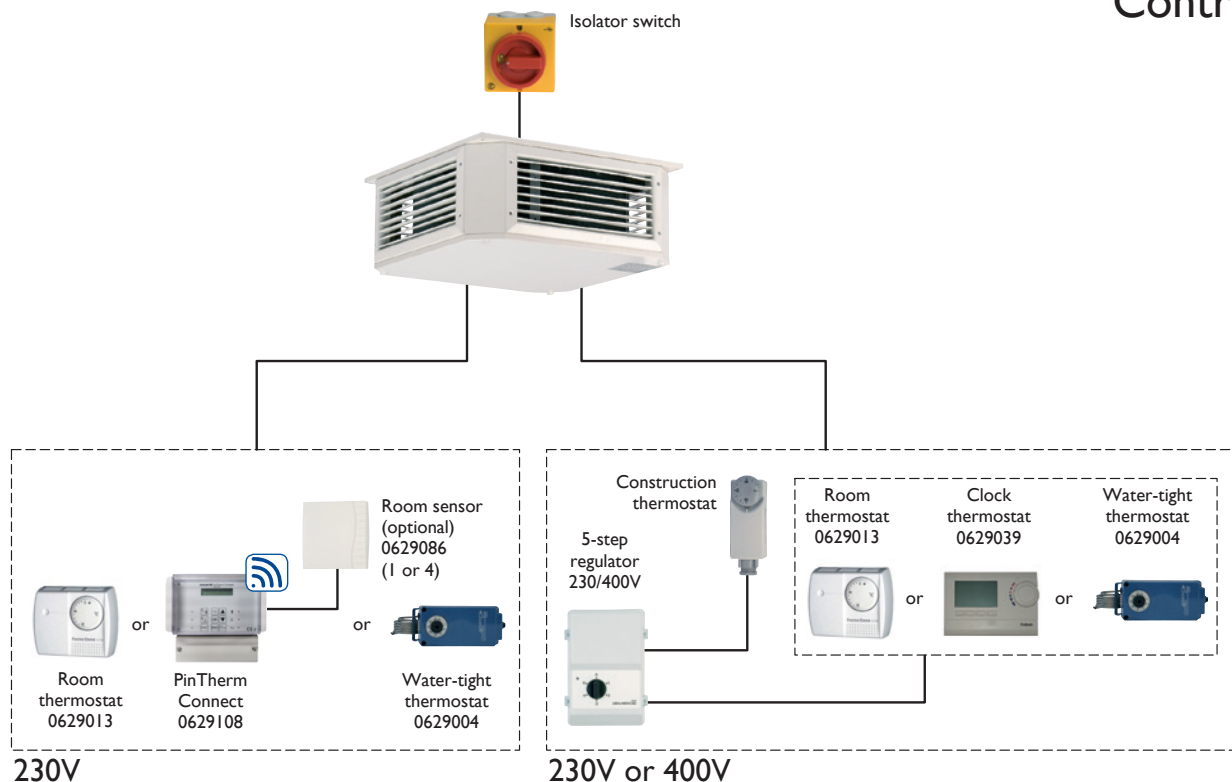 Contr
Isolator switch
Room sensor
(optional)
0629086
(1 or 4)
or
or
Room
thermostat
0629013
PinTherm
Connect
0629108
Water-tight
thermostat
0629004
230V
Construction
thermostat
5-step
regulator
230/400V
Room
thermostat
0629013
Clock
thermostat
0629039
Water-tight
thermostat
0629004
or
or
230V or 400V